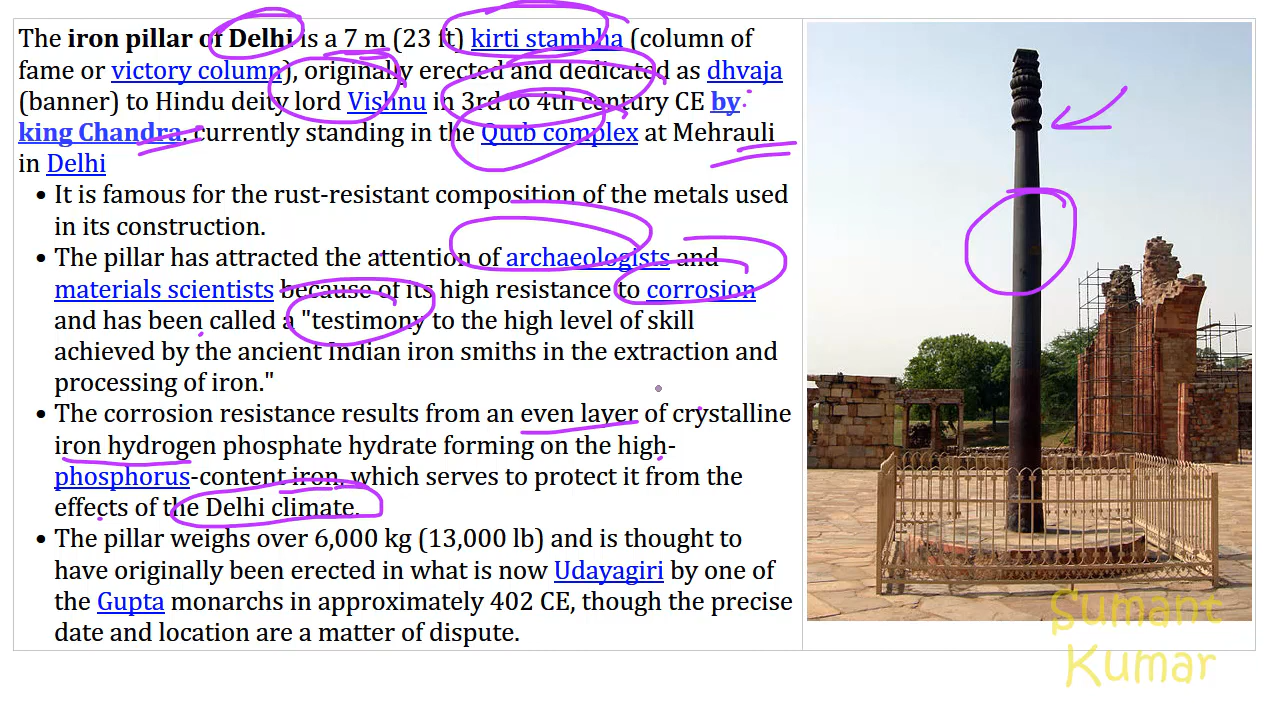 The iron pillar of Delhi is a 7 m (23 ft) kirti stambha (column of
fame or victory column), originally erected and dedicated as dhvaja
(banner) to Hindu deity lord Vishnu in 3rd to 4th century CE by
king Chandra, currently standing in the Qutb complex at Mehrauli
in Delhi
• It is famous for the rust-resistant composition of the metals used
in its construction.
• The pillar has attracted the attention of archaeologists and
materials scientists because of its high resistance to corrosion
and has been called a "testimony to the high level of skill
achieved by the ancient Indian iron smiths in the extraction and
processing of iron."
• The corrosion resistance results from an even layer of crystalline
iron hydrogen phosphate hydrate forming on the high-
phosphorus-content iron, which serves to protect it from the
effects of the Delhi climate.
• The pillar weighs over 6,000 kg (13,000 lb) and is thought to
have originally been erected in what is now Udayagiri by one of
the Gupta monarchs in approximately 402 CE, though the precise
date and location are a matter of dispute.
Sumant
Kumar